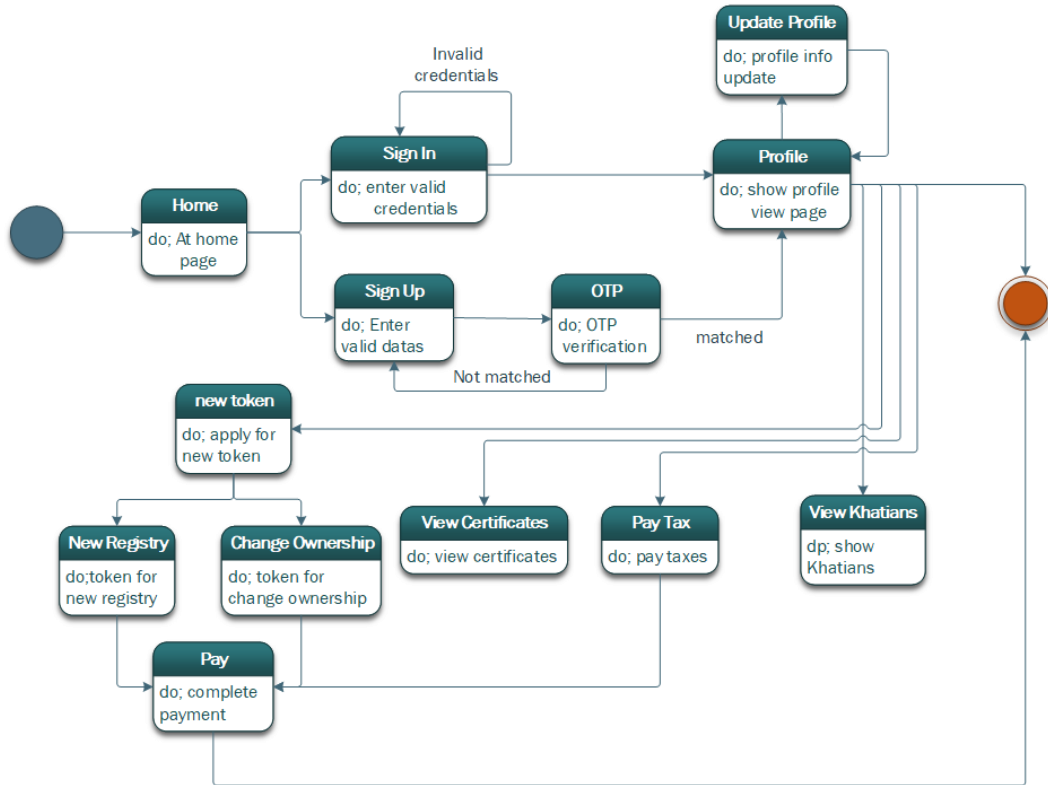 Update Profile
do; profile info
update
Invalid
credentials
Sign In
do; enter valid
credentials
Profile
do; show profile
view page
Home
do; At home
page
Sign Up
do; Enter
valid datas
OTP
do; OTP
verification
matched
Not matched
new token
do; apply for
new token
New Registry
do;token for
new registry
Change Ownership
do; token for
change ownership
View Certificates
do; view certificates
Pay Tax
do; pay taxes
View Khatians
dp; show
Khatians
Pay
do; complete
payment